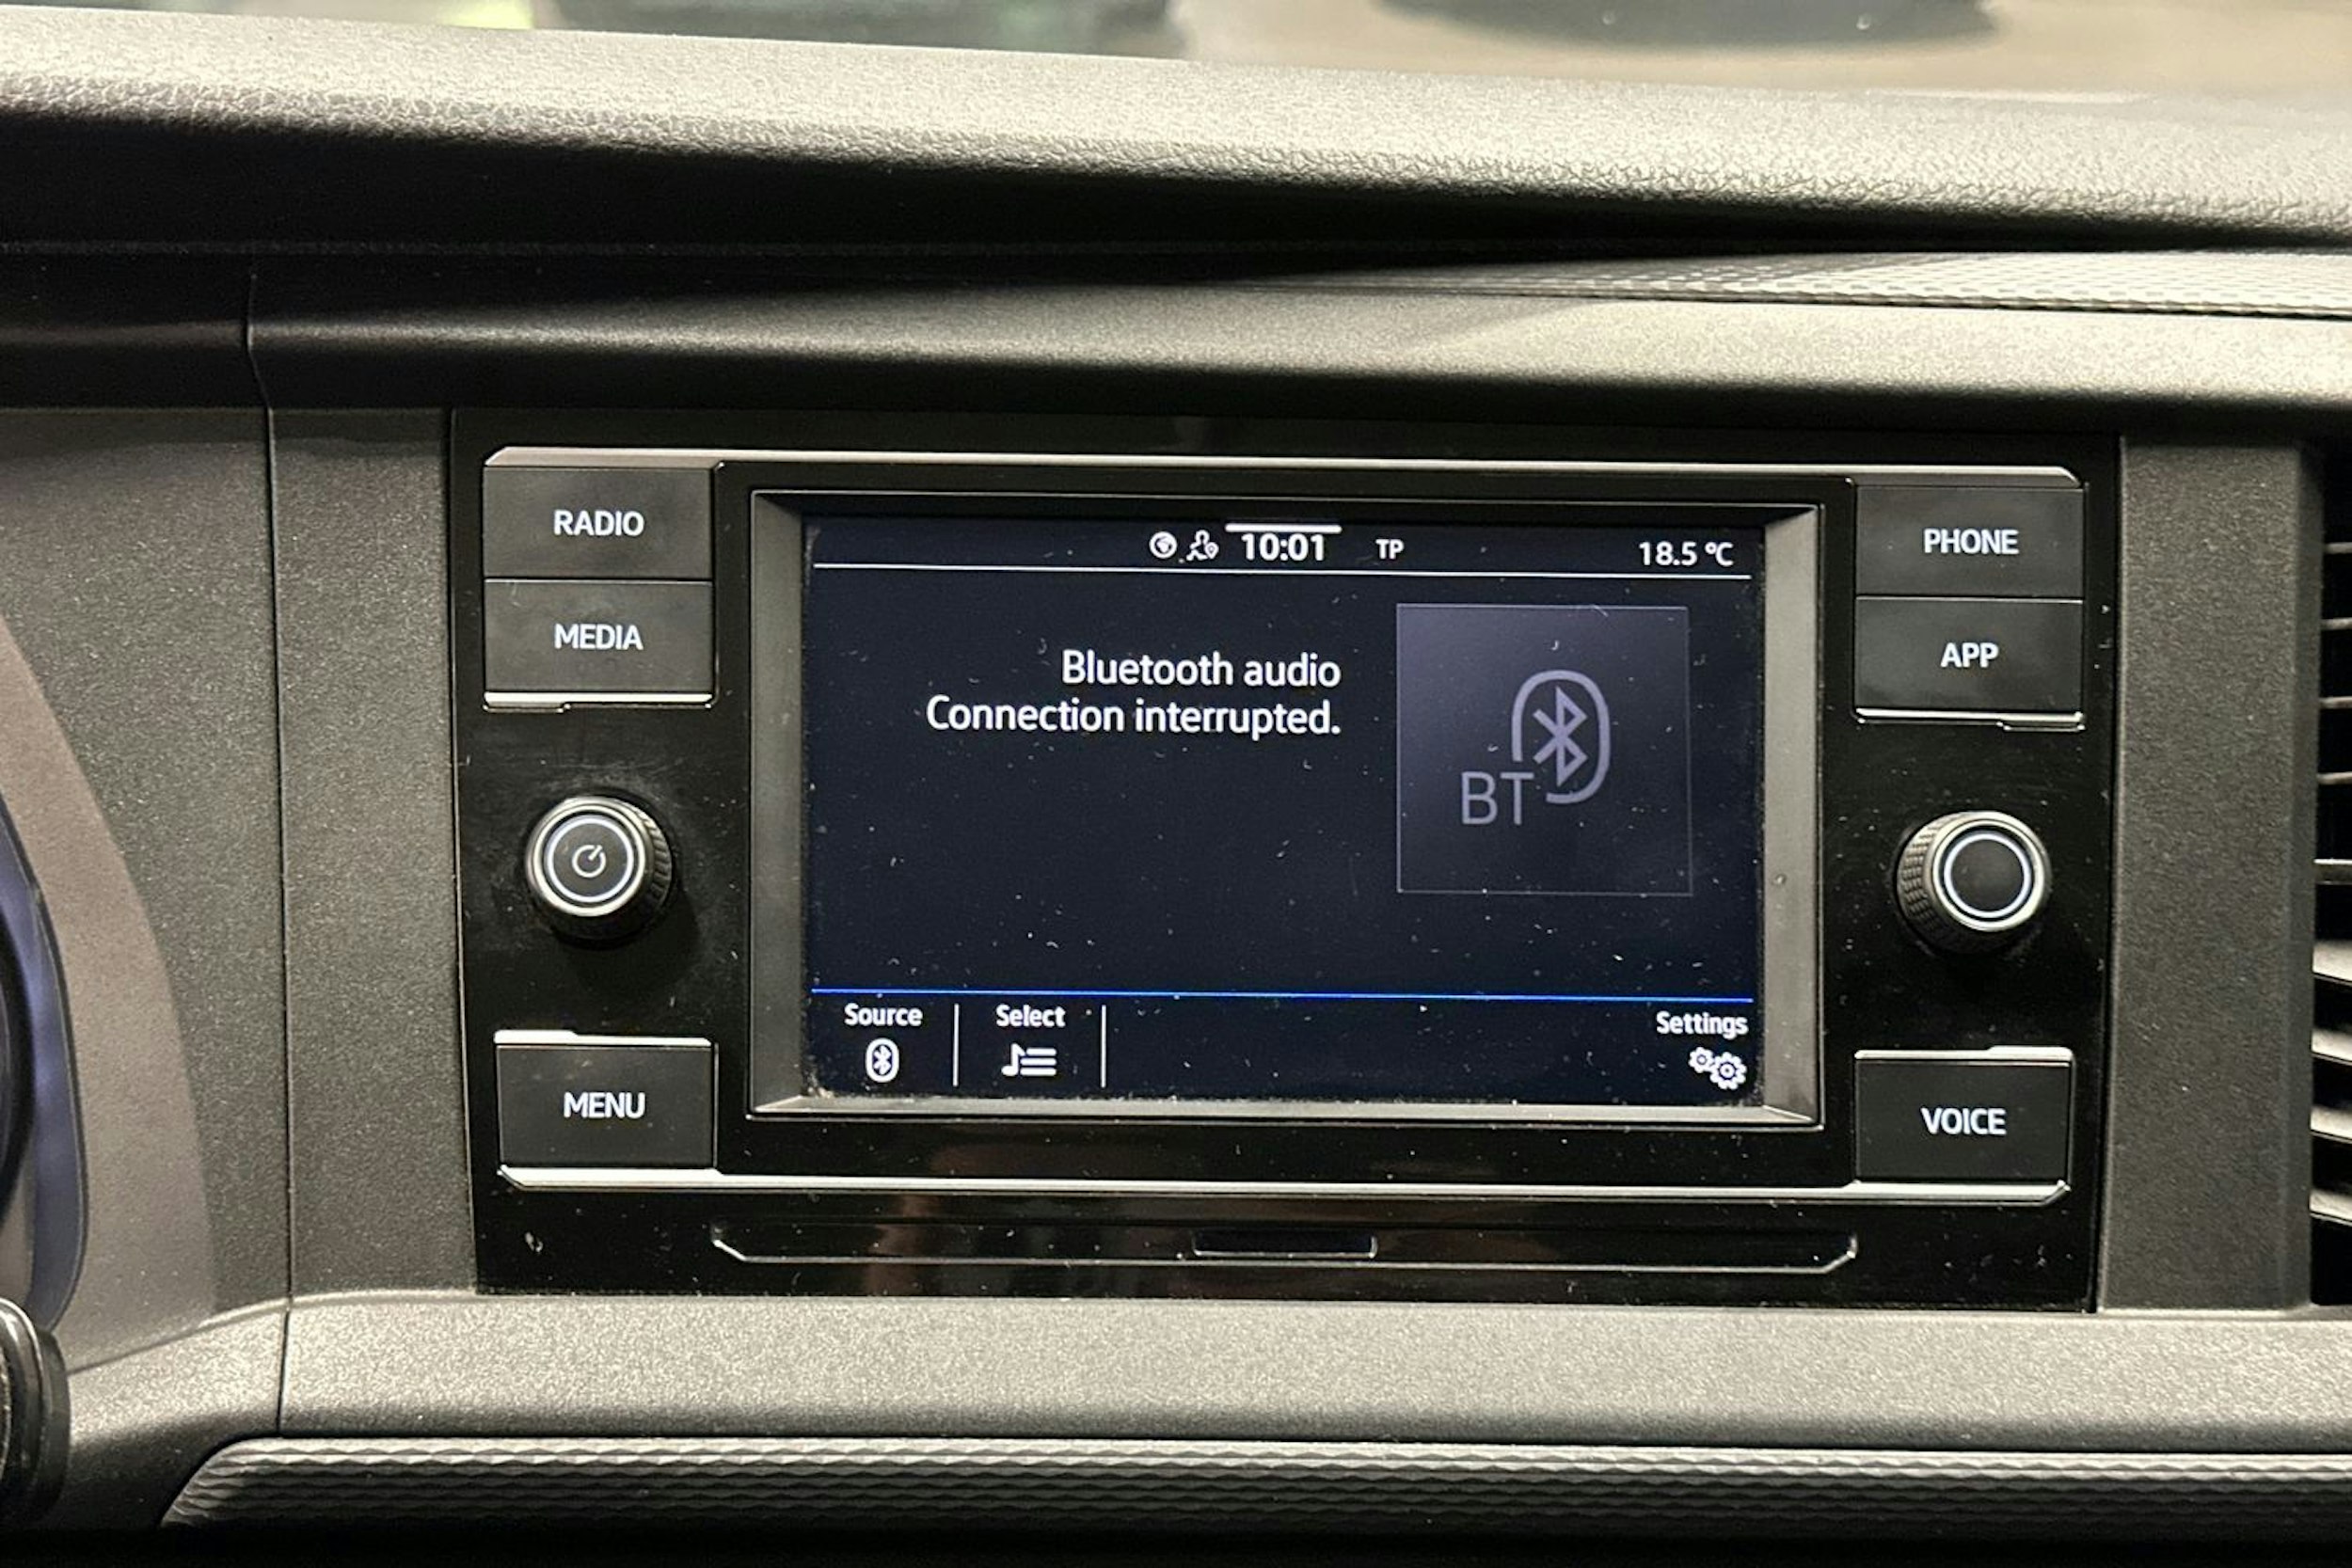 RADIO
MEDIA
MENU
10:01 TP 18.5 °C
Bluetooth audio
Connection interrupted.
BT
Source Select Settings
PHONE
APP
VOICE